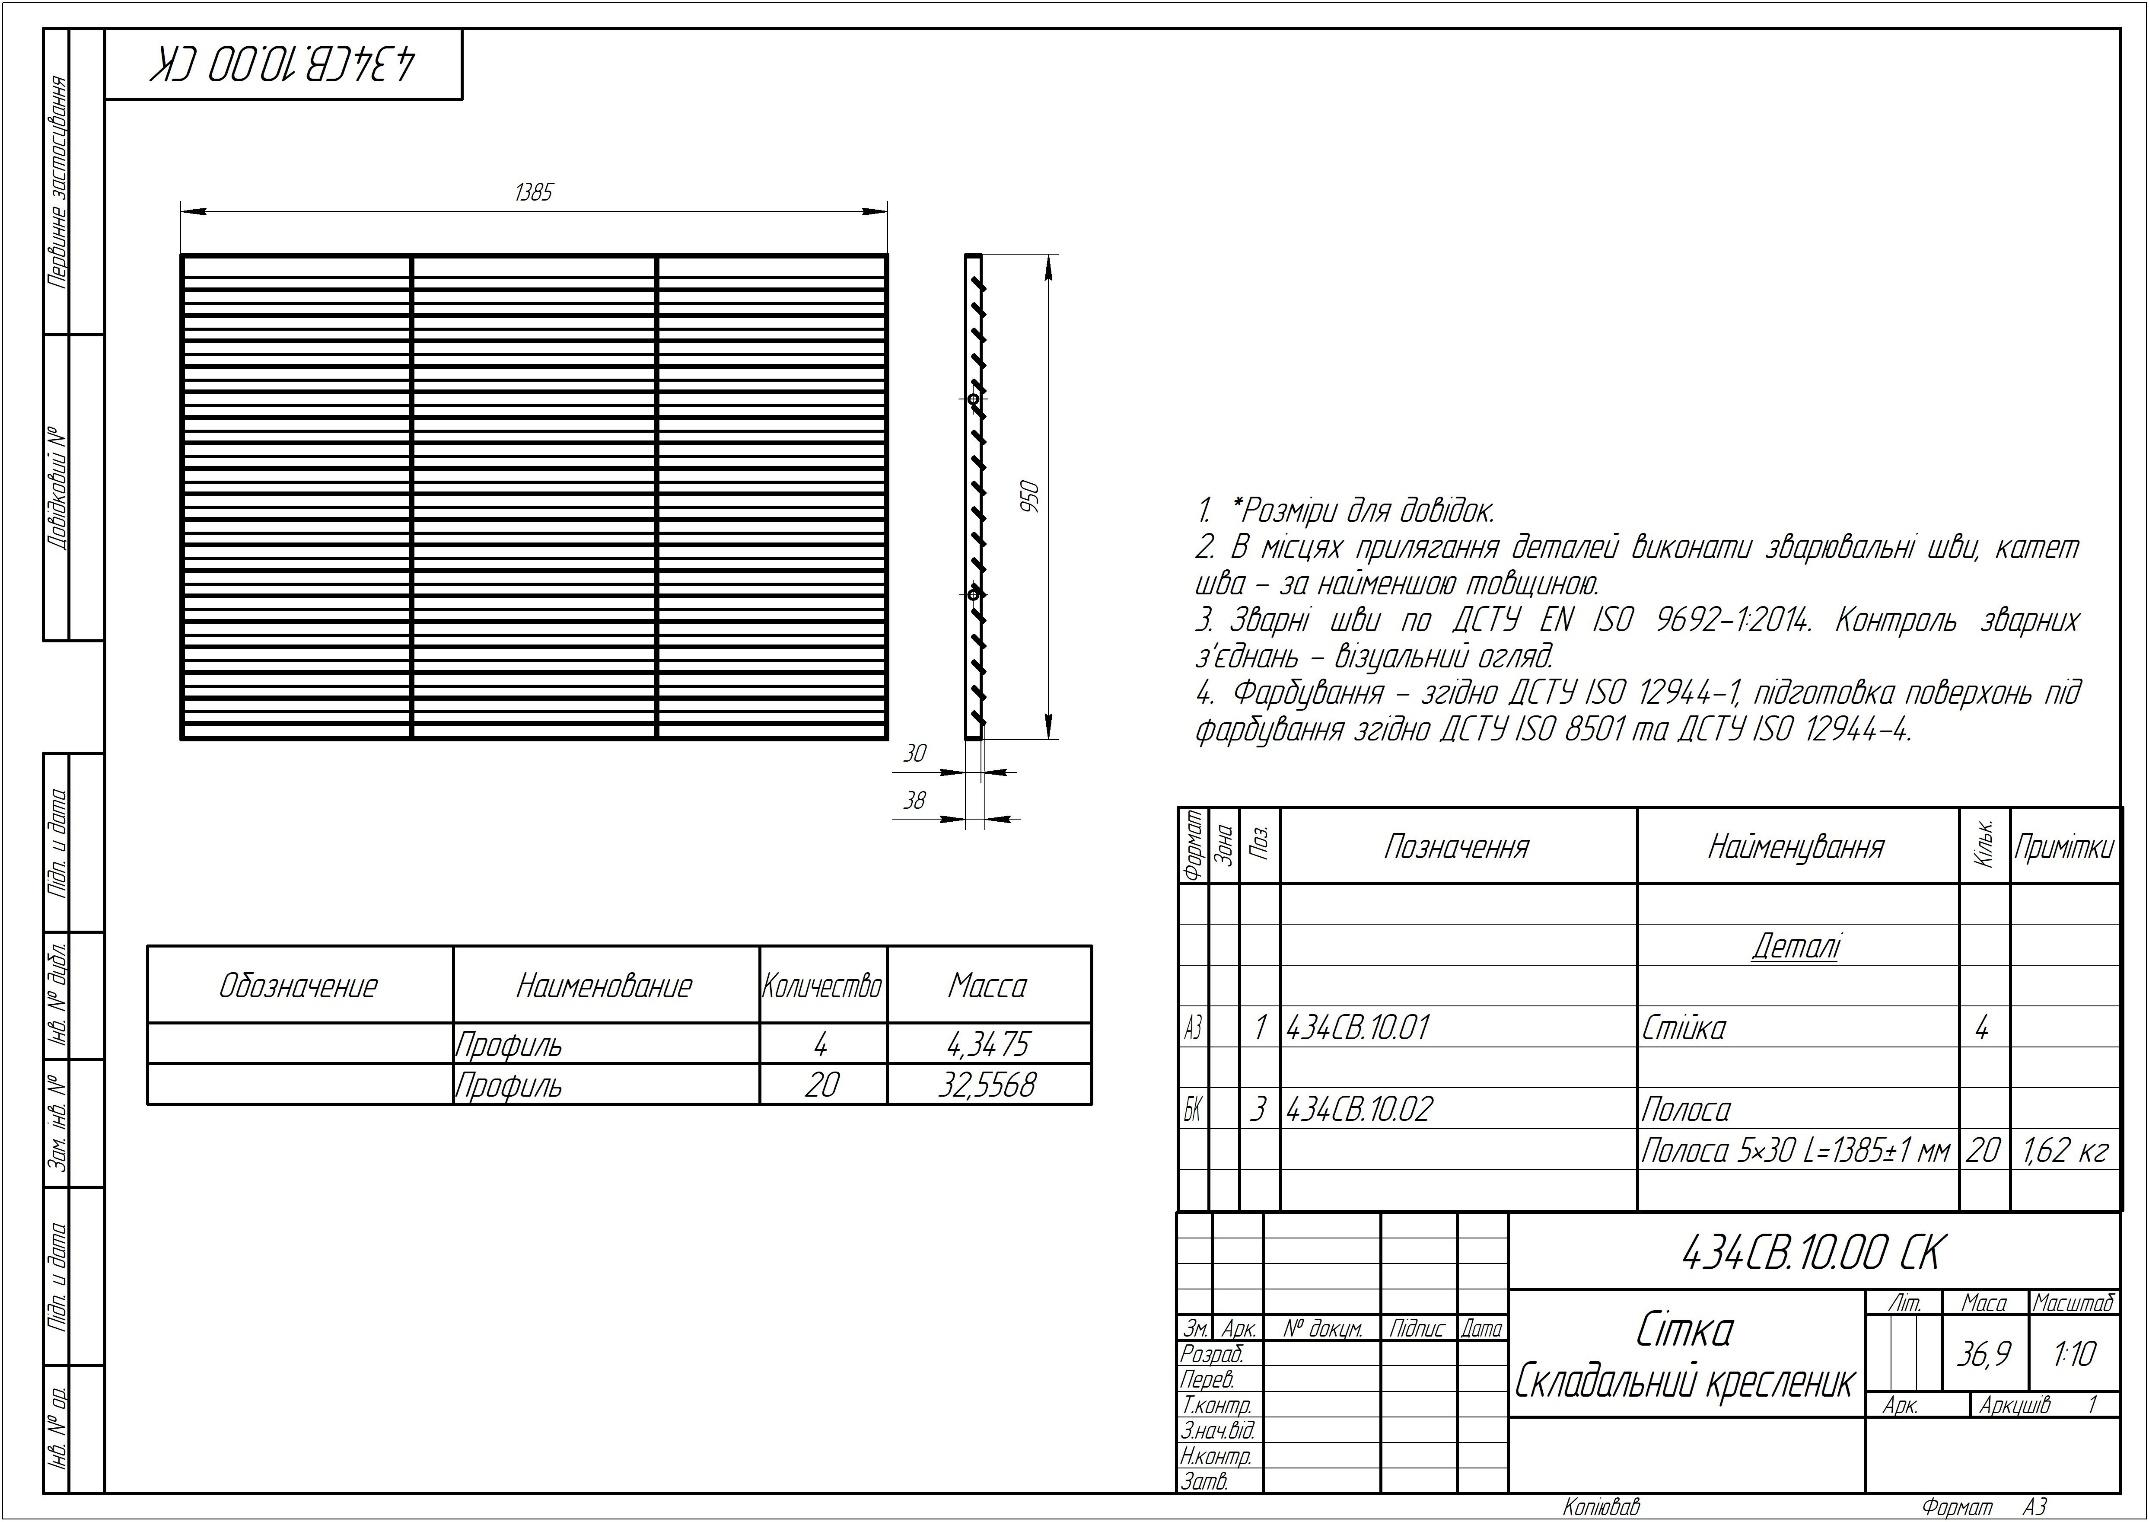 434СВ.10.00 СК
Первинне застосування
Довідковий №
Підп. и дата
Інв. № дубл.
Зам. інв. №
Підп. и дата
Інв. № ор.
1385
950
30
38
1. *Розміри для довідок.
2. В місцях прилягання деталей виконати зварювальні шви, катет
шва – за найменшою товщиною.
3. Зварні шви по ДСТУ EN ISO 9692-1:2014. Контроль зварних
з'єднань – візуальний огляд.
4. Фарбування – згідно ДСТУ ISO 12944-1, підготовка поверхонь під
фарбування згідно ДСТУ ISO 8501 та ДСТУ ISO 12944-4.
Обозначение Наименование Количество Масса
Профиль 4 4,3475
Профиль 20 32,5568
Формат Зона Поз. Позначення Найменування Кільк. Примітки
Деталі
А3 1 434СВ.10.01 Стійка 4
БК 3 434СВ.10.02 Полоса
Полоса 5×30 L=1385±1 мм 20 1,62 кг
434СВ.10.00 СК
Зм. Арк. № докум. Підпис Дата
Розраб.
Перев.
Т.контр.
З.нач.від.
Н.контр.
Затв.
Сітка
Складальний кресленик
Літ. Маса Масштаб
36,9 1:10
Арк. Аркушів 1
Копіював Формат А3